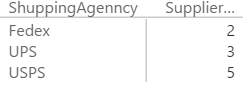 ShuppingAgenncy Supplier...
Fedex 2
UPS 3
USPS 5